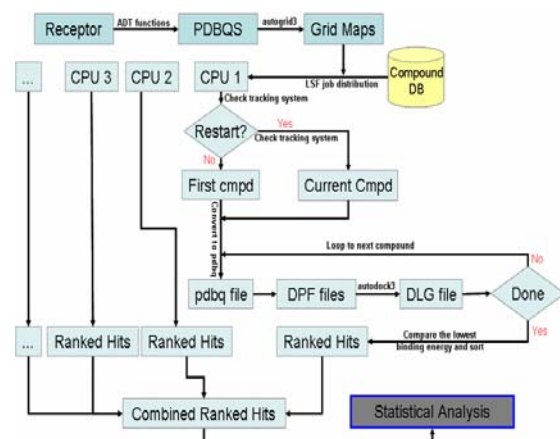 Receptor
ADT functions
PDBQS
autogrid3
Grid Maps
...
CPU 3
CPU 2
CPU 1
LSF job distribution
Compound
DB
Check tracking system
Restart?
Yes
Check tracking system
No
First cmpd
Current Cmpd
Convert to pdbq
Loop to next compound
No
pdbq file
DPF files
autodock3
DLG file
Done
Yes
...
Ranked Hits
Ranked Hits
Ranked Hits
Compare the lowest
binding energy and sort
Combined Ranked Hits
Statistical Analysis